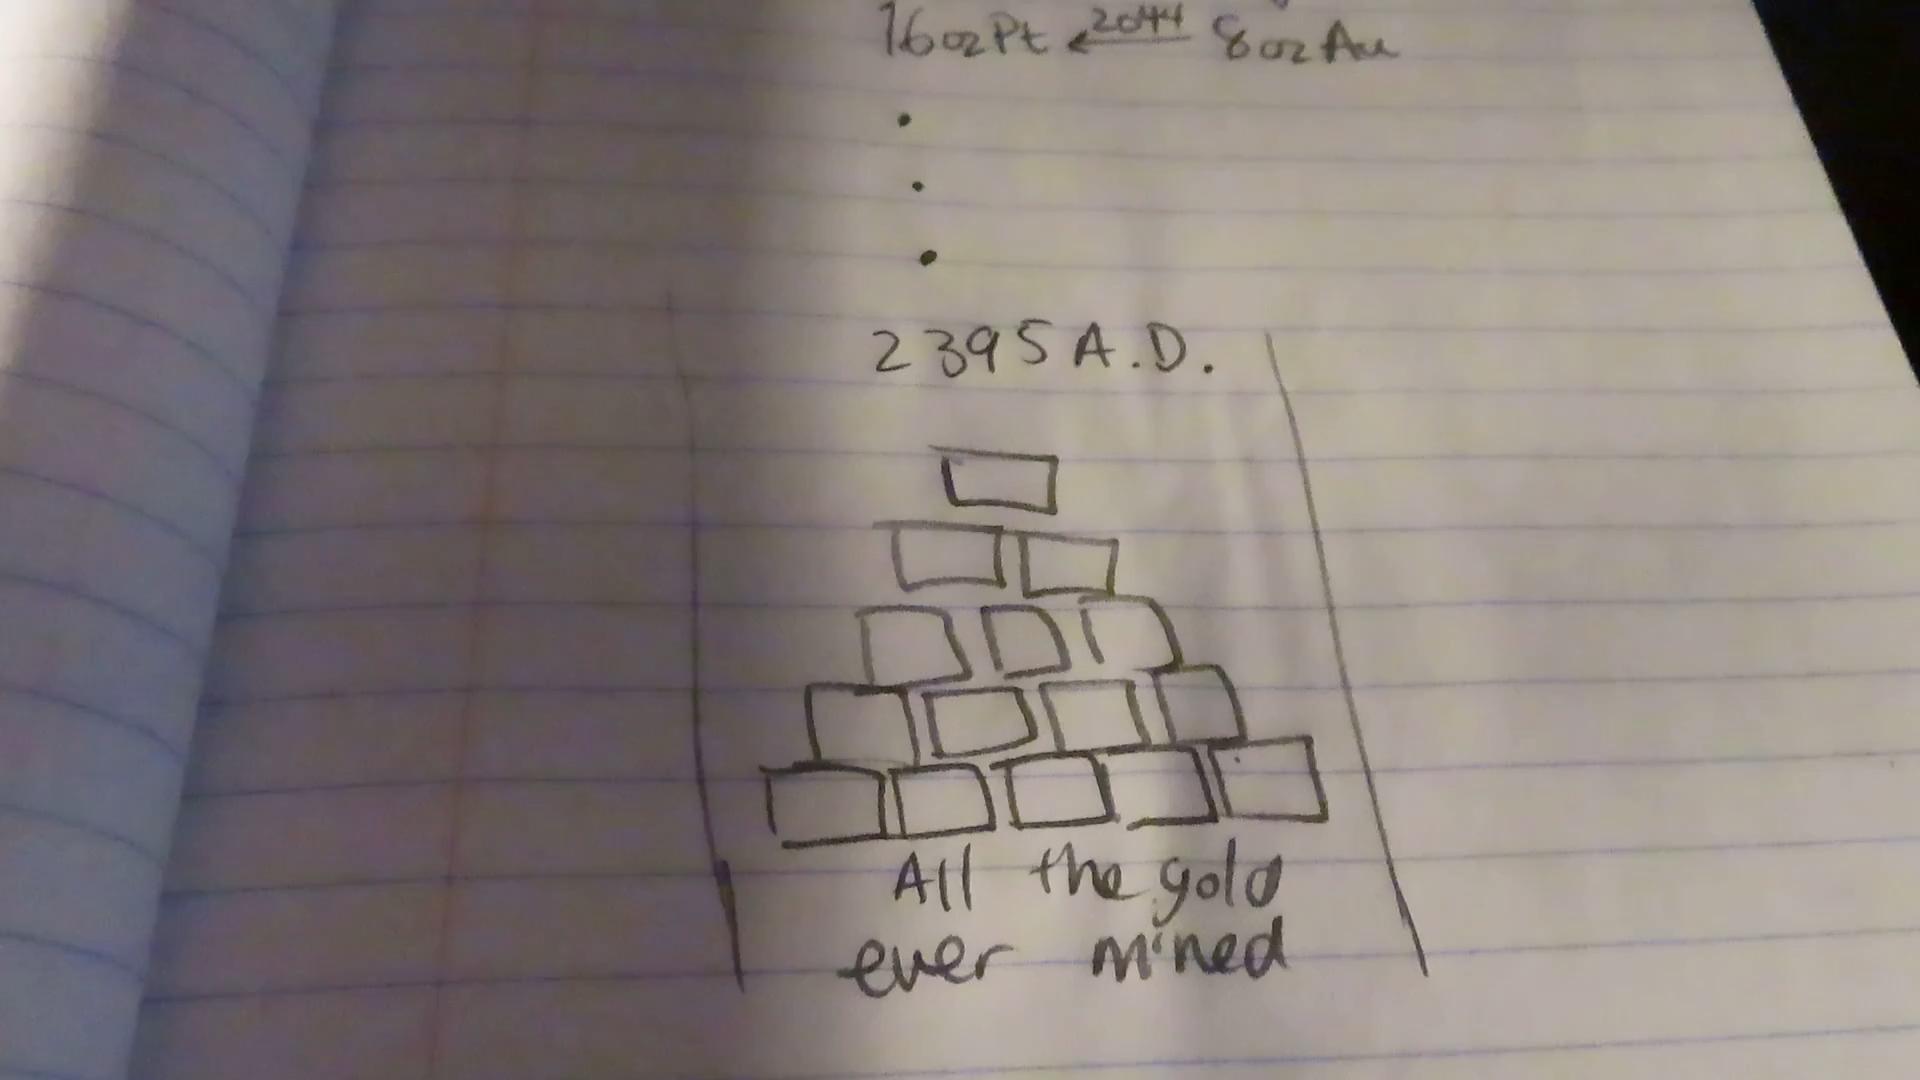 16oz Pt ←2044 8oz Au
2395 A.D.
All the gold
ever mined